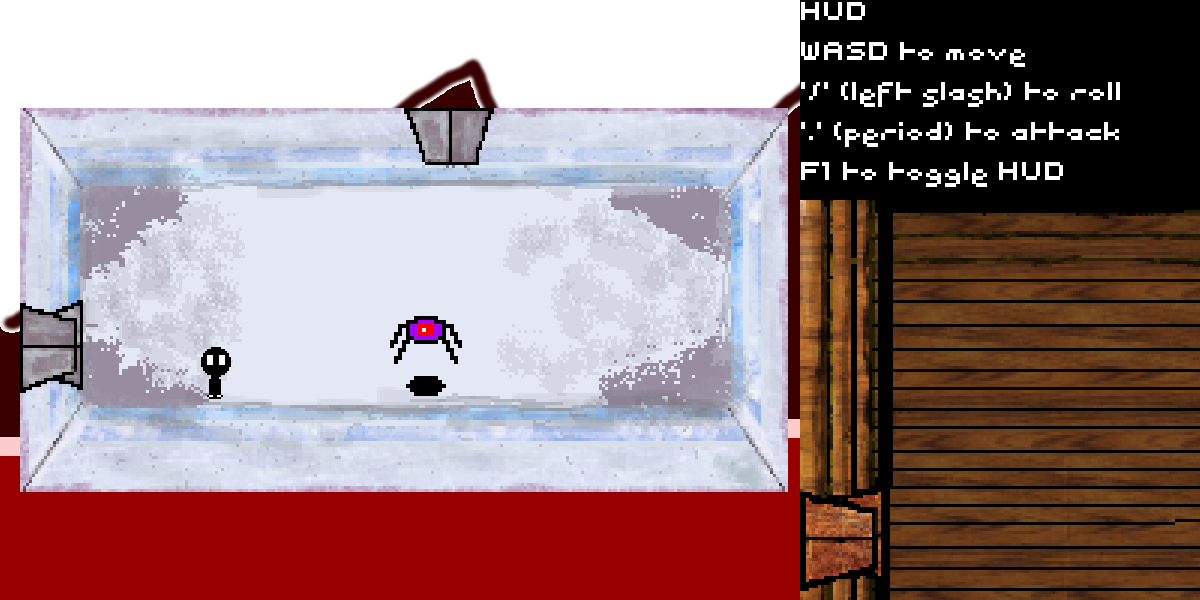 HUD
WASD to move
'/' (left slash) to roll
'.' (period) to attack
F1 to toggle HUD